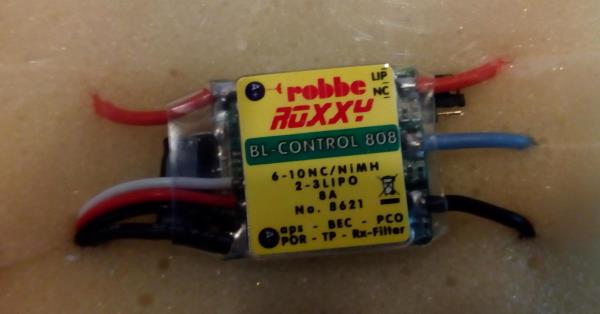 robbe
LIP
NC
ROXXY
BL-CONTROL 808
6-10NC/NiMH
2-3LIPO
8A
No. 8621
aps - BEC - PCO
POR - TP - Rx-Filter